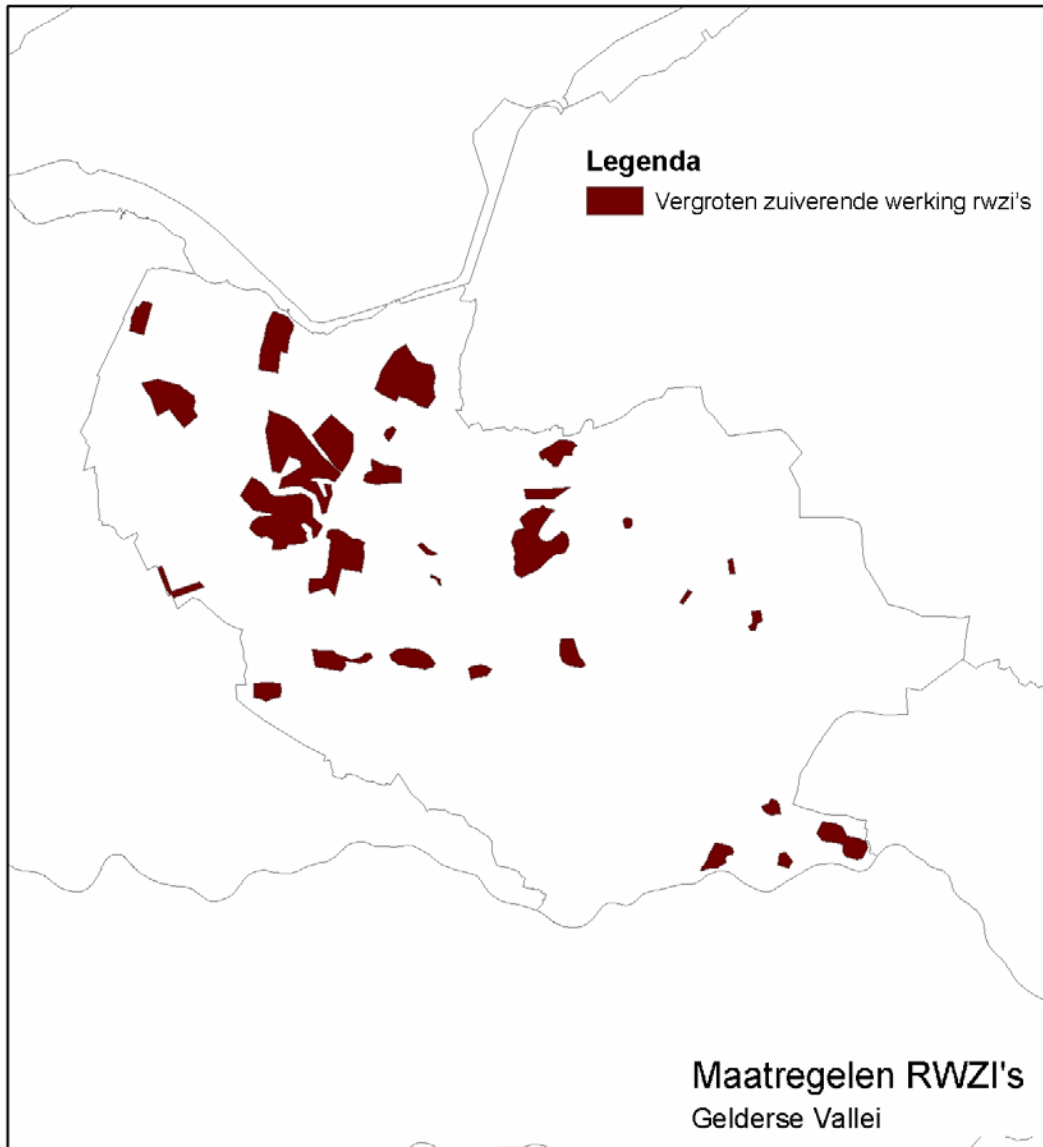 Legenda
Vergroten zuiverende werking rwzi's
Maatregelen RWZI's
Gelderse Vallei